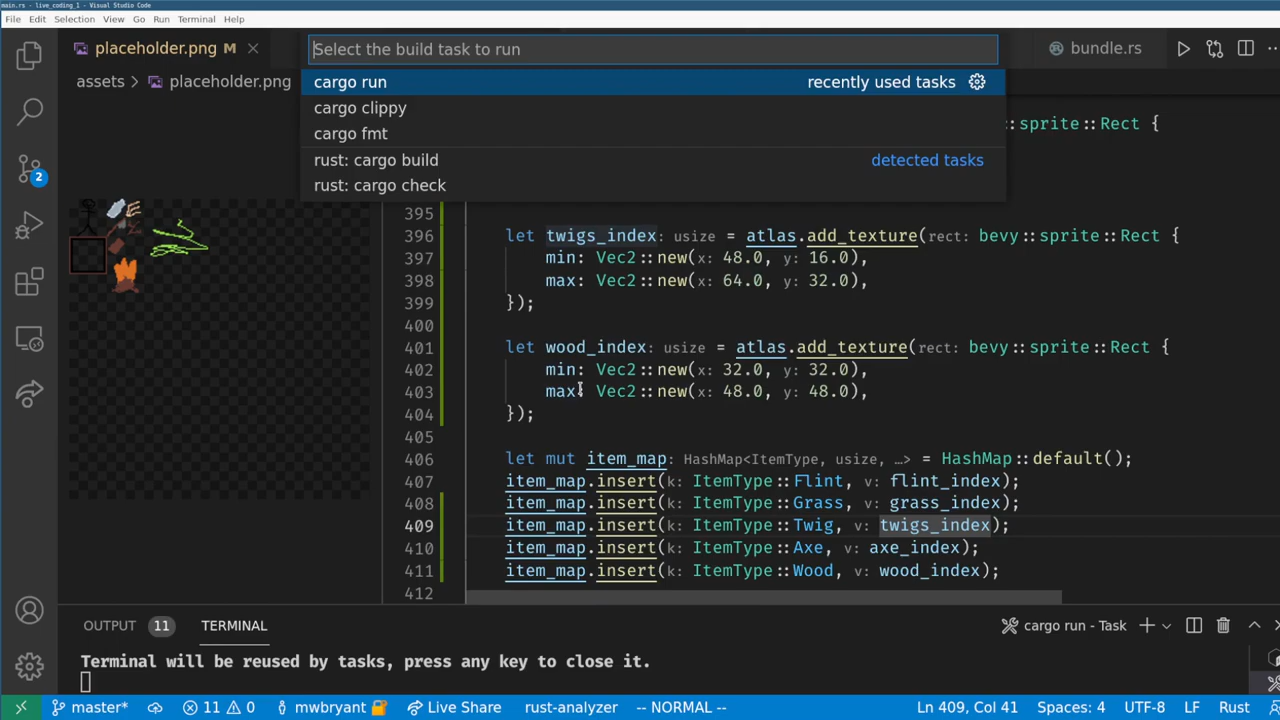 main.rs - live_coding_1 - Visual Studio Code
File Edit Selection View Go Run Terminal Help
placeholder.png M
Select the build task to run
bundle.rs
assets > placeholder.png
cargo run recently used tasks
cargo clippy
cargo fmt
rust: cargo build detected tasks
rust: cargo check
::sprite::Rect {
2
395
396 let twigs_index: usize = atlas.add_texture(rect: bevy::sprite::Rect {
397 min: Vec2::new(x: 48.0, y: 16.0),
398 max: Vec2::new(x: 64.0, y: 32.0),
399 });
400
401 let wood_index: usize = atlas.add_texture(rect: bevy::sprite::Rect {
402 min: Vec2::new(x: 32.0, y: 32.0),
403 max: Vec2::new(x: 48.0, y: 48.0),
404 });
405
406 let mut item_map: HashMap<ItemType, usize, …> = HashMap::default();
407 item_map.insert(k: ItemType::Flint, v: flint_index);
408 item_map.insert(k: ItemType::Grass, v: grass_index);
409 item_map.insert(k: ItemType::Twig, v: twigs_index);
410 item_map.insert(k: ItemType::Axe, v: axe_index);
411 item_map.insert(k: ItemType::Wood, v: wood_index);
412
OUTPUT 11 TERMINAL cargo run - Task
Terminal will be reused by tasks, press any key to close it.
master* 11 0 mwbryant Live Share rust-analyzer -- NORMAL -- Ln 409, Col 41 Spaces: 4 UTF-8 LF Rust